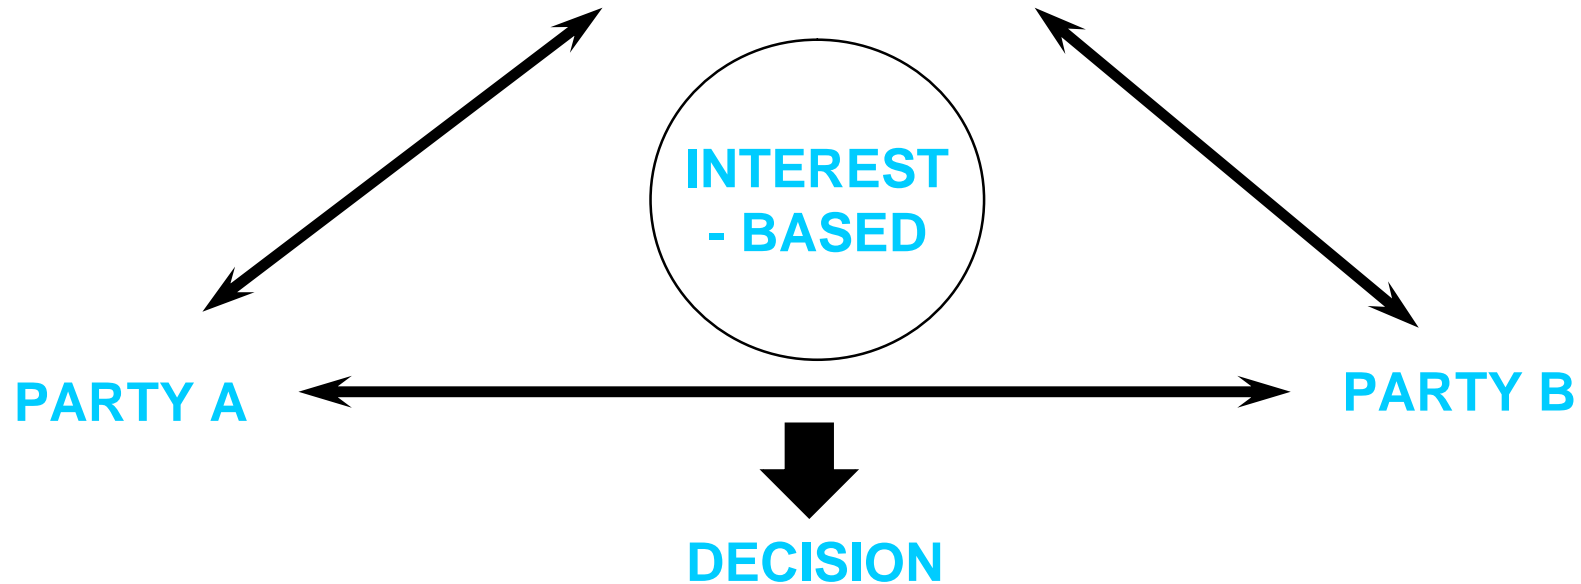 INTEREST
- BASED
PARTY A
PARTY B
DECISION